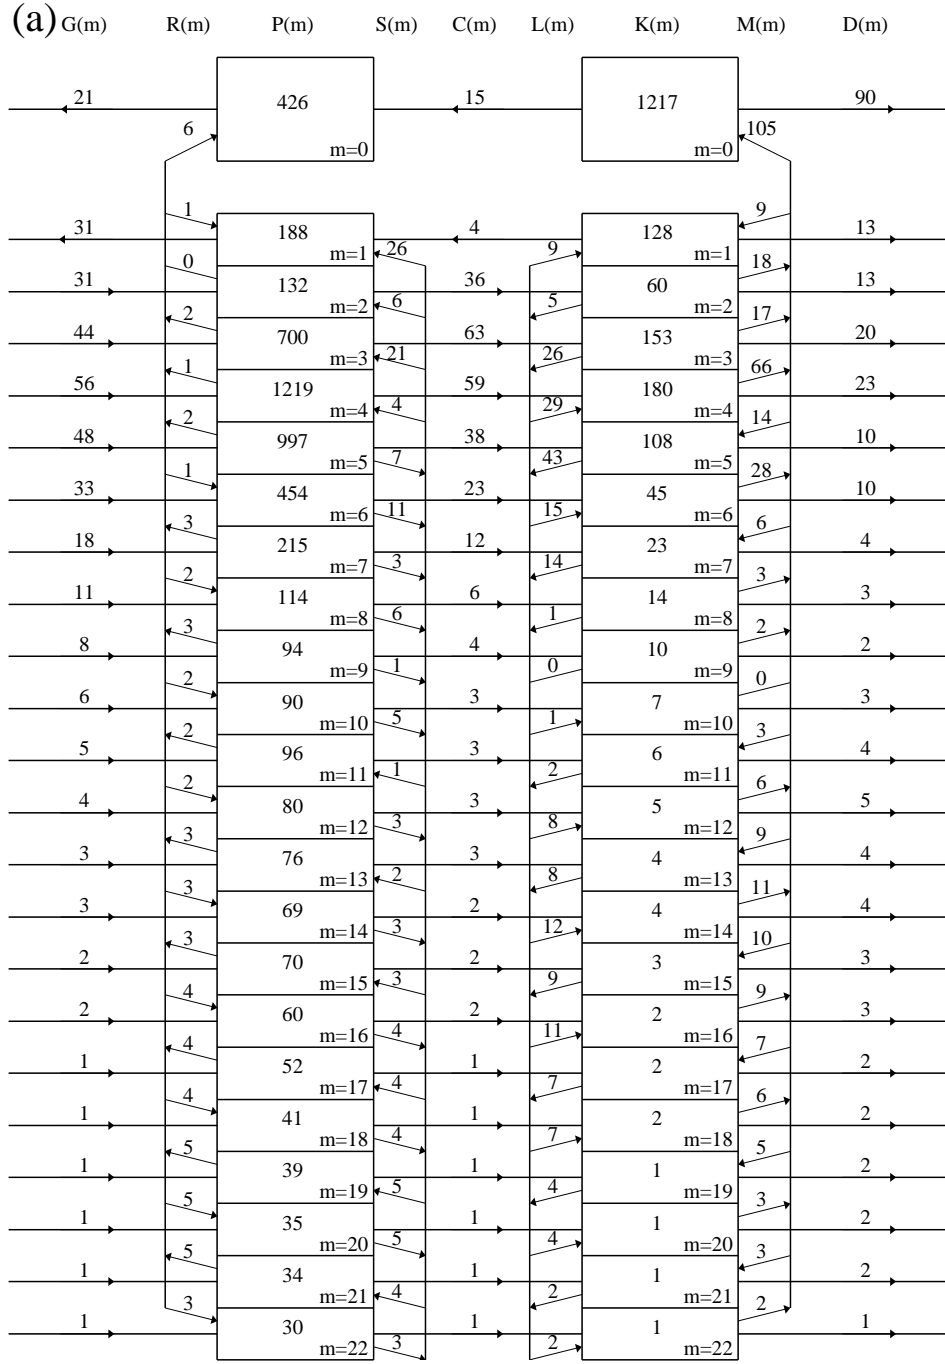 (a) G(m) R(m) P(m) S(m) C(m) L(m) K(m) M(m) D(m)
21 426 15 1217 90
6 105
m=0 m=0
1 9
31 188 4 128 13
m=1 26 9 m=1
0 18
31 132 36 60 13
m=2 6 5 m=2
2 17
44 700 63 153 20
m=3 21 26 m=3
1 66
56 1219 59 180 23
m=4 4 29 m=4
2 14
48 997 38 108 10
m=5 7 43 m=5
1 28
33 454 23 45 10
m=6 11 15 m=6
3 6
18 215 12 23 4
m=7 3 14 m=7
2 3
11 114 6 14 3
m=8 6 1 m=8
3 2
8 94 4 10 2
m=9 1 0 m=9
2 0
6 90 3 7 3
m=10 5 1 m=10
2 3
5 96 3 6 4
m=11 1 2 m=11
2 6
4 80 3 5 5
m=12 3 8 m=12
3 9
3 76 3 4 4
m=13 2 8 m=13
3 11
3 69 2 4 4
m=14 3 12 m=14
3 10
2 70 2 3 3
m=15 3 9 m=15
4 9
2 60 2 2 3
m=16 4 11 m=16
4 7
1 52 1 2 2
m=17 4 7 m=17
4 6
1 41 1 2 2
m=18 4 7 m=18
5 5
1 39 1 1 2
m=19 5 4 m=19
5 3
1 35 1 1 2
m=20 5 4 m=20
5 3
1 34 1 1 2
m=21 4 2 m=21
3 2
1 30 1 1 1
m=22 3 2 m=22